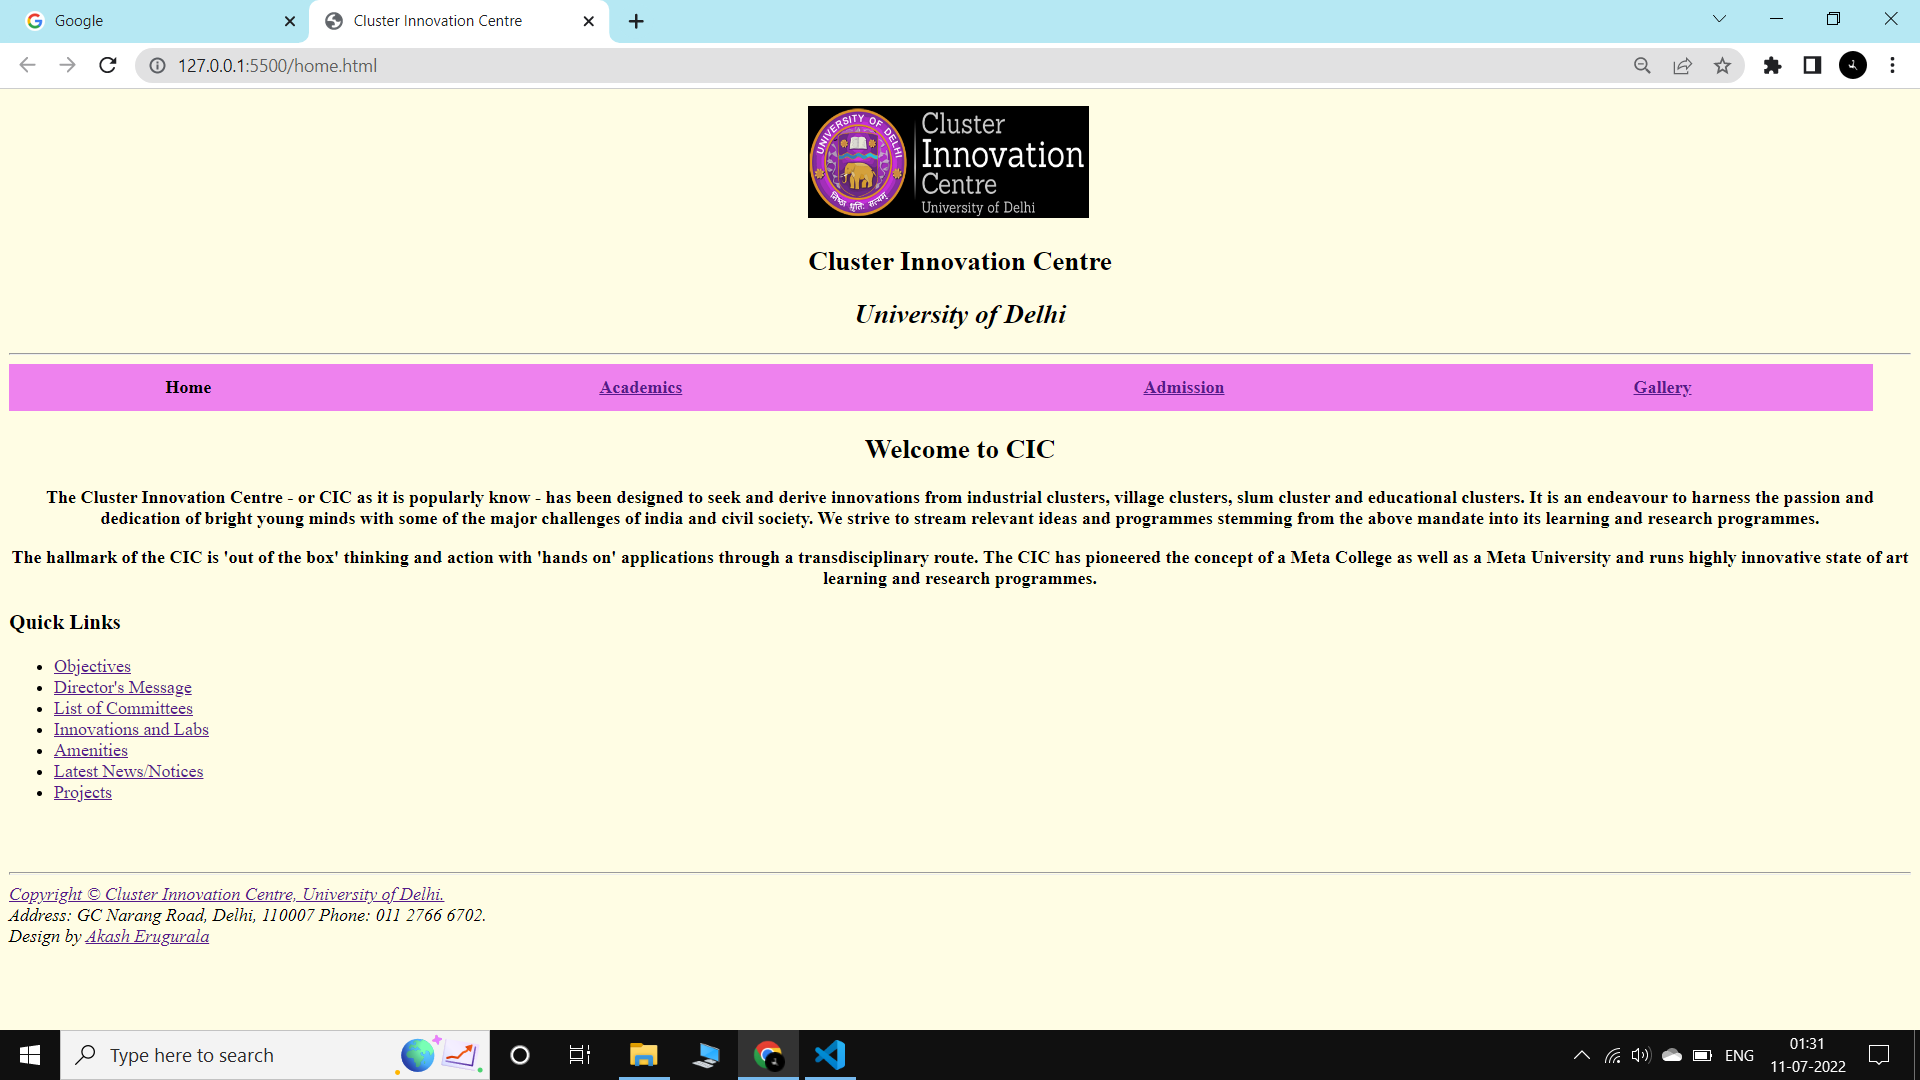 Google
Cluster Innovation Centre
127.0.0.1:5500/home.html
UNIVERSITY OF DELHI
निष्ठा धृति: सत्यम्
Cluster
Innovation
Centre
University of Delhi
Cluster Innovation Centre
University of Delhi
Home Academics Admission Gallery
Welcome to CIC
The Cluster Innovation Centre - or CIC as it is popularly know - has been designed to seek and derive innovations from industrial clusters, village clusters, slum cluster and educational clusters. It is an endeavour to harness the passion and
dedication of bright young minds with some of the major challenges of india and civil society. We strive to stream relevant ideas and programmes stemming from the above mandate into its learning and research programmes.
The hallmark of the CIC is 'out of the box' thinking and action with 'hands on' applications through a transdisciplinary route. The CIC has pioneered the concept of a Meta College as well as a Meta University and runs highly innovative state of art
learning and research programmes.
Quick Links
Objectives
Director's Message
List of Committees
Innovations and Labs
Amenities
Latest News/Notices
Projects
Copyright © Cluster Innovation Centre, University of Delhi.
Address: GC Narang Road, Delhi, 110007 Phone: 011 2766 6702.
Design by Akash Erugurala
Type here to search
ENG
01:31
11-07-2022